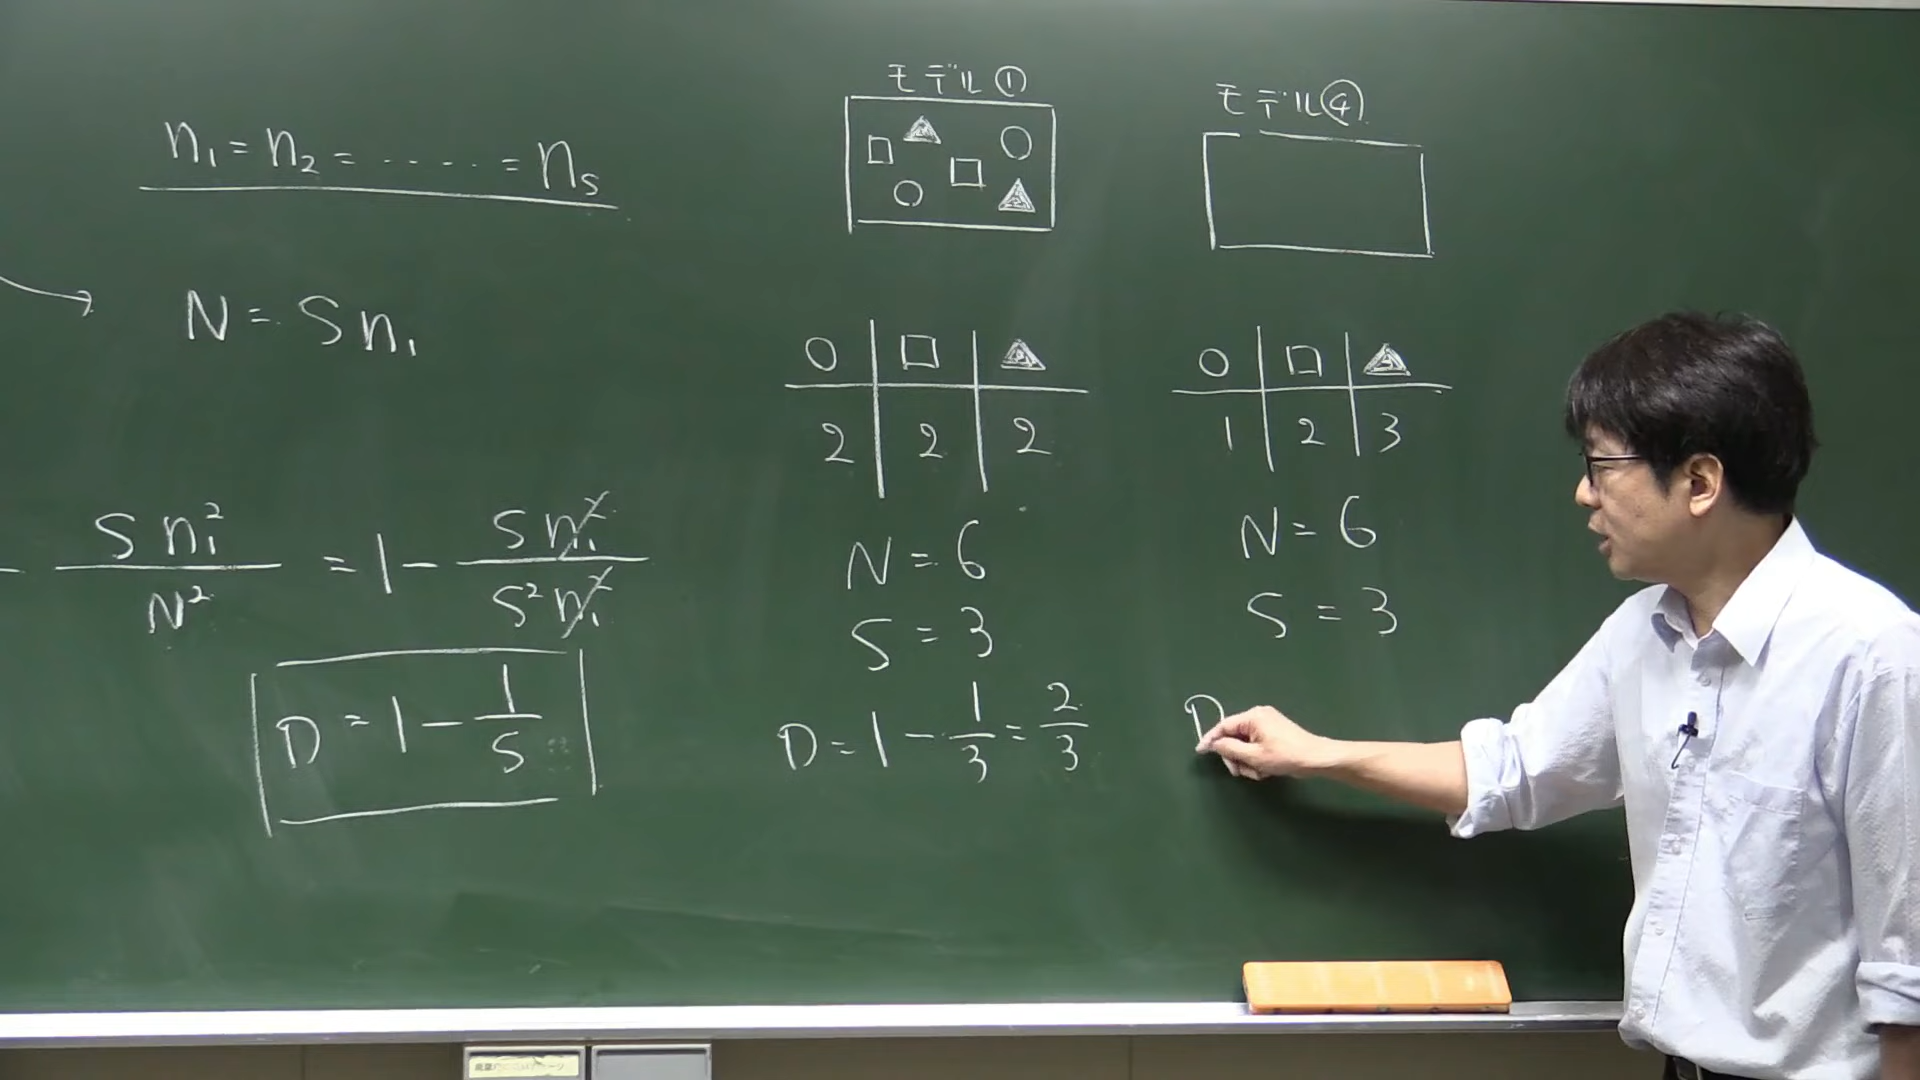 n₁ = n₂ = ····· = nₛ
N = S n₁
- S n₁² / N² = 1 - S n₁² / S² n₁²
D = 1 - 1/S
モデル①
○ □ △
2 2 2
N = 6
S = 3
D = 1 - 1/3 = 2/3
モデル④
○ □ △
1 2 3
N = 6
S = 3
D